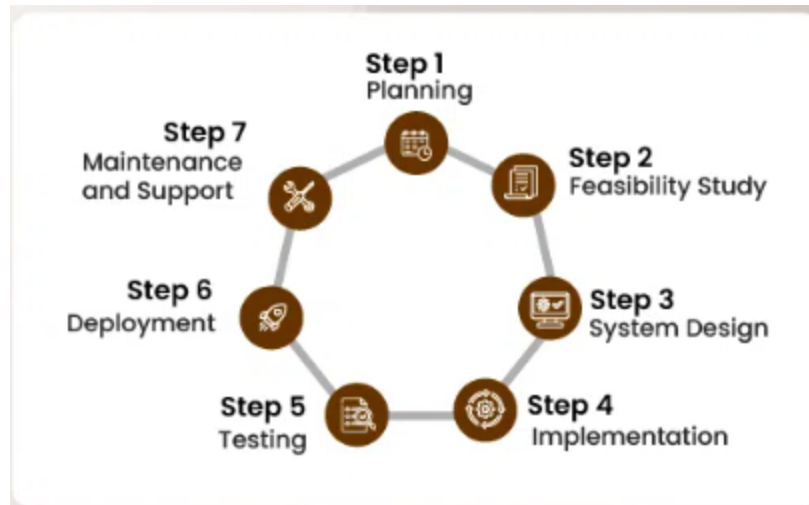 Step 1
Planning
Step 2
Feasibility Study
Step 3
System Design
Step 4
Implementation
Step 5
Testing
Step 6
Deployment
Step 7
Maintenance
and Support